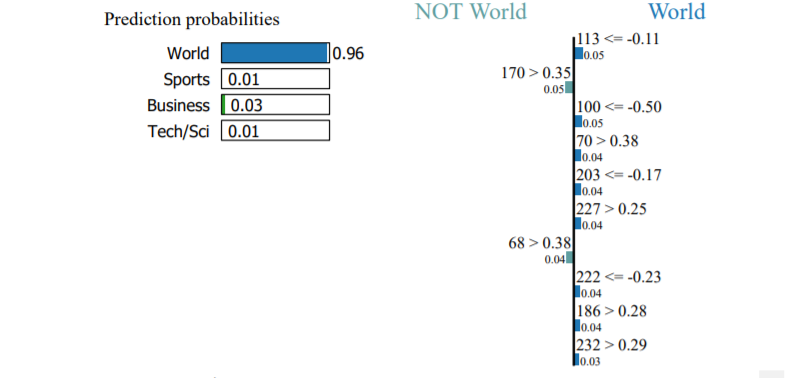 Prediction probabilities
World 0.96
Sports 0.01
Business 0.03
Tech/Sci 0.01
NOT World World
113 <= -0.11
0.05
170 > 0.35
0.05
100 <= -0.50
0.05
70 > 0.38
0.04
203 <= -0.17
0.04
227 > 0.25
0.04
68 > 0.38
0.04
222 <= -0.23
0.04
186 > 0.28
0.04
232 > 0.29
0.03